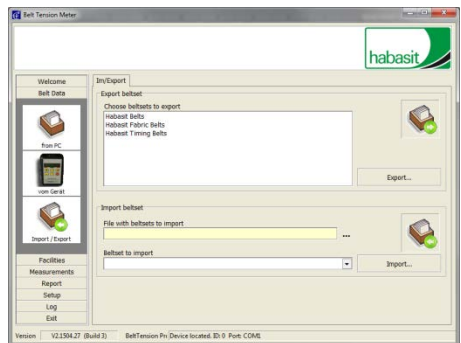 Belt Tension Meter
habasit
Welcome
Belt Data
from PC
vom Gerät
Import / Export
Facilities
Measurements
Report
Setup
Log
Exit
Im/Export
Export beltset
Choose beltsets to export
Habasit Belts
Habasit Fabric Belts
Habasit Timing Belts
Export...
Import beltset
File with beltsets to import
...
Beltset to import
Import...
Version V2.1504.27 (Build 3) BeltTension Pri Device located. ID: 0 Port: COM1